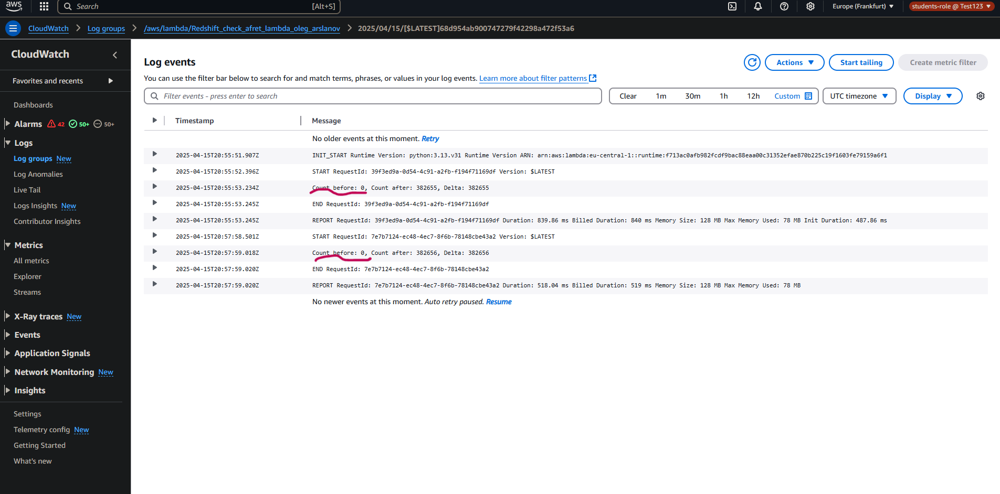 aws Search [Alt+S] Europe (Frankfurt) students-role @ Test123
CloudWatch Log groups /aws/lambda/Redshift_check_afret_lambda_oleg_arslanov 2025/04/15/[$LATEST]68d954ab900747279f42298a472f53a6
CloudWatch
Favorites and recents
Dashboards
Alarms 42 50+ 50+
Logs
Log groups New
Log Anomalies
Live Tail
Logs Insights New
Contributor Insights
Metrics
All metrics
Explorer
Streams
X-Ray traces New
Events
Application Signals
Network Monitoring New
Insights
Settings
Telemetry config New
Getting Started
What's new
Log events
Actions Start tailing Create metric filter
You can use the filter bar below to search for and match terms, phrases, or values in your log events. Learn more about filter patterns
Filter events - press enter to search Clear 1m 30m 1h 12h Custom UTC timezone Display
Timestamp Message
No older events at this moment. Retry
2025-04-15T20:55:51.907Z INIT_START Runtime Version: python:3.13.v31 Runtime Version ARN: arn:aws:lambda:eu-central-1::runtime:f713ac0afb982fcdf9bac88eaa00c31352efae870b225c19f1603fe79159a6f1
2025-04-15T20:55:52.396Z START RequestId: 39f3ed9a-0d54-4c91-a2fb-f194f71169df Version: $LATEST
2025-04-15T20:55:53.234Z Count before: 0, Count after: 382655, Delta: 382655
2025-04-15T20:55:53.245Z END RequestId: 39f3ed9a-0d54-4c91-a2fb-f194f71169df
2025-04-15T20:55:53.245Z REPORT RequestId: 39f3ed9a-0d54-4c91-a2fb-f194f71169df Duration: 839.86 ms Billed Duration: 840 ms Memory Size: 128 MB Max Memory Used: 78 MB Init Duration: 487.86 ms
2025-04-15T20:57:58.501Z START RequestId: 7e7b7124-ec48-4ec7-8f6b-78148cbe43a2 Version: $LATEST
2025-04-15T20:57:59.018Z Count before: 0, Count after: 382656, Delta: 382656
2025-04-15T20:57:59.020Z END RequestId: 7e7b7124-ec48-4ec7-8f6b-78148cbe43a2
2025-04-15T20:57:59.020Z REPORT RequestId: 7e7b7124-ec48-4ec7-8f6b-78148cbe43a2 Duration: 518.04 ms Billed Duration: 519 ms Memory Size: 128 MB Max Memory Used: 78 MB
No newer events at this moment. Auto retry paused. Resume